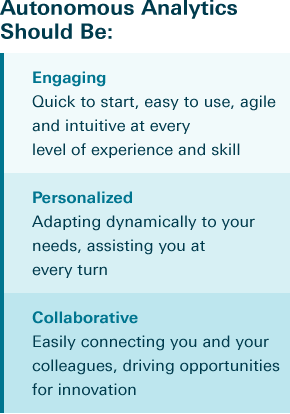 Autonomous Analytics
Should Be:
Engaging
Quick to start, easy to use, agile
and intuitive at every
level of experience and skill
Personalized
Adapting dynamically to your
needs, assisting you at
every turn
Collaborative
Easily connecting you and your
colleagues, driving opportunities
for innovation